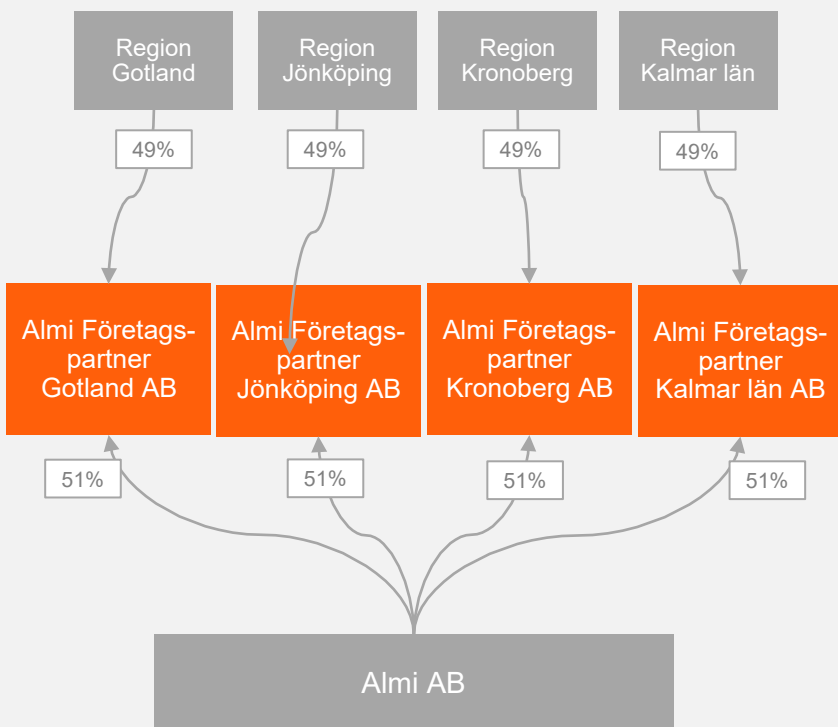 Region
Gotland
Region
Jönköping
Region
Kronoberg
Region
Kalmar län
49%
49%
49%
49%
Almi Företags-
partner
Gotland AB
Almi Företags-
partner
Jönköping AB
Almi Företags-
partner
Kronoberg AB
Almi Företags-
partner
Kalmar län AB
51%
51%
51%
51%
Almi AB